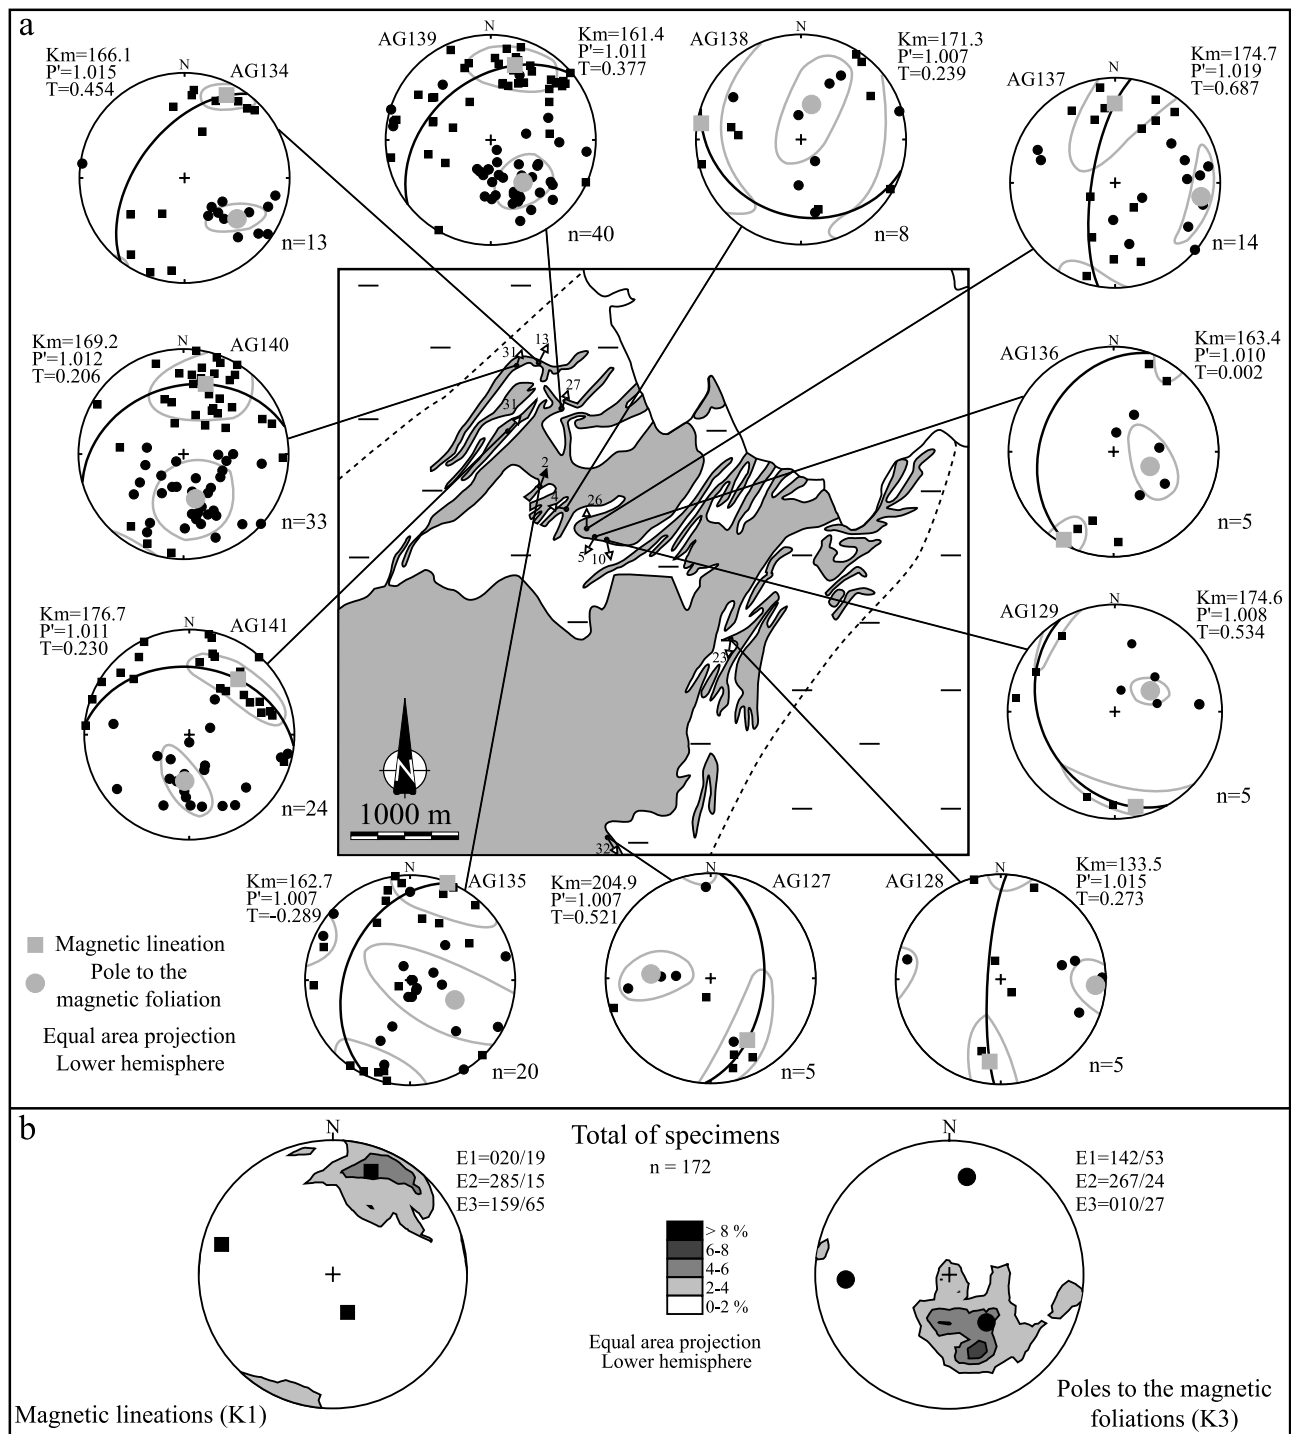 a
Km=166.1
P'=1.015
T=0.454
N
AG134
n=13
AG139
N
Km=161.4
P'=1.011
T=0.377
n=40
AG138
N
Km=171.3
P'=1.007
T=0.239
n=8
Km=174.7
P'=1.019
T=0.687
AG137
N
n=14
Km=169.2
P'=1.012
T=0.206
N
AG140
n=33
Km=163.4
P'=1.010
T=0.002
AG136
N
n=5
Km=176.7
P'=1.011
T=0.230
N
AG141
n=24
Km=174.6
P'=1.008
T=0.534
AG129
N
n=5
31
13
27
31
2
4
26
5
10
23
32
N
1000 m
Km=162.7
P'=1.007
T=-0.289
N
AG135
n=20
Km=204.9
P'=1.007
T=0.521
N
AG127
n=5
AG128
N
Km=133.5
P'=1.015
T=0.273
n=5
Magnetic lineation
Pole to the
magnetic foliation
Equal area projection
Lower hemisphere
b
N
E1=020/19
E2=285/15
E3=159/65
Magnetic lineations (K1)
Total of specimens
n = 172
> 8 %
6-8
4-6
2-4
0-2 %
Equal area projection
Lower hemisphere
N
E1=142/53
E2=267/24
E3=010/27
Poles to the magnetic
foliations (K3)